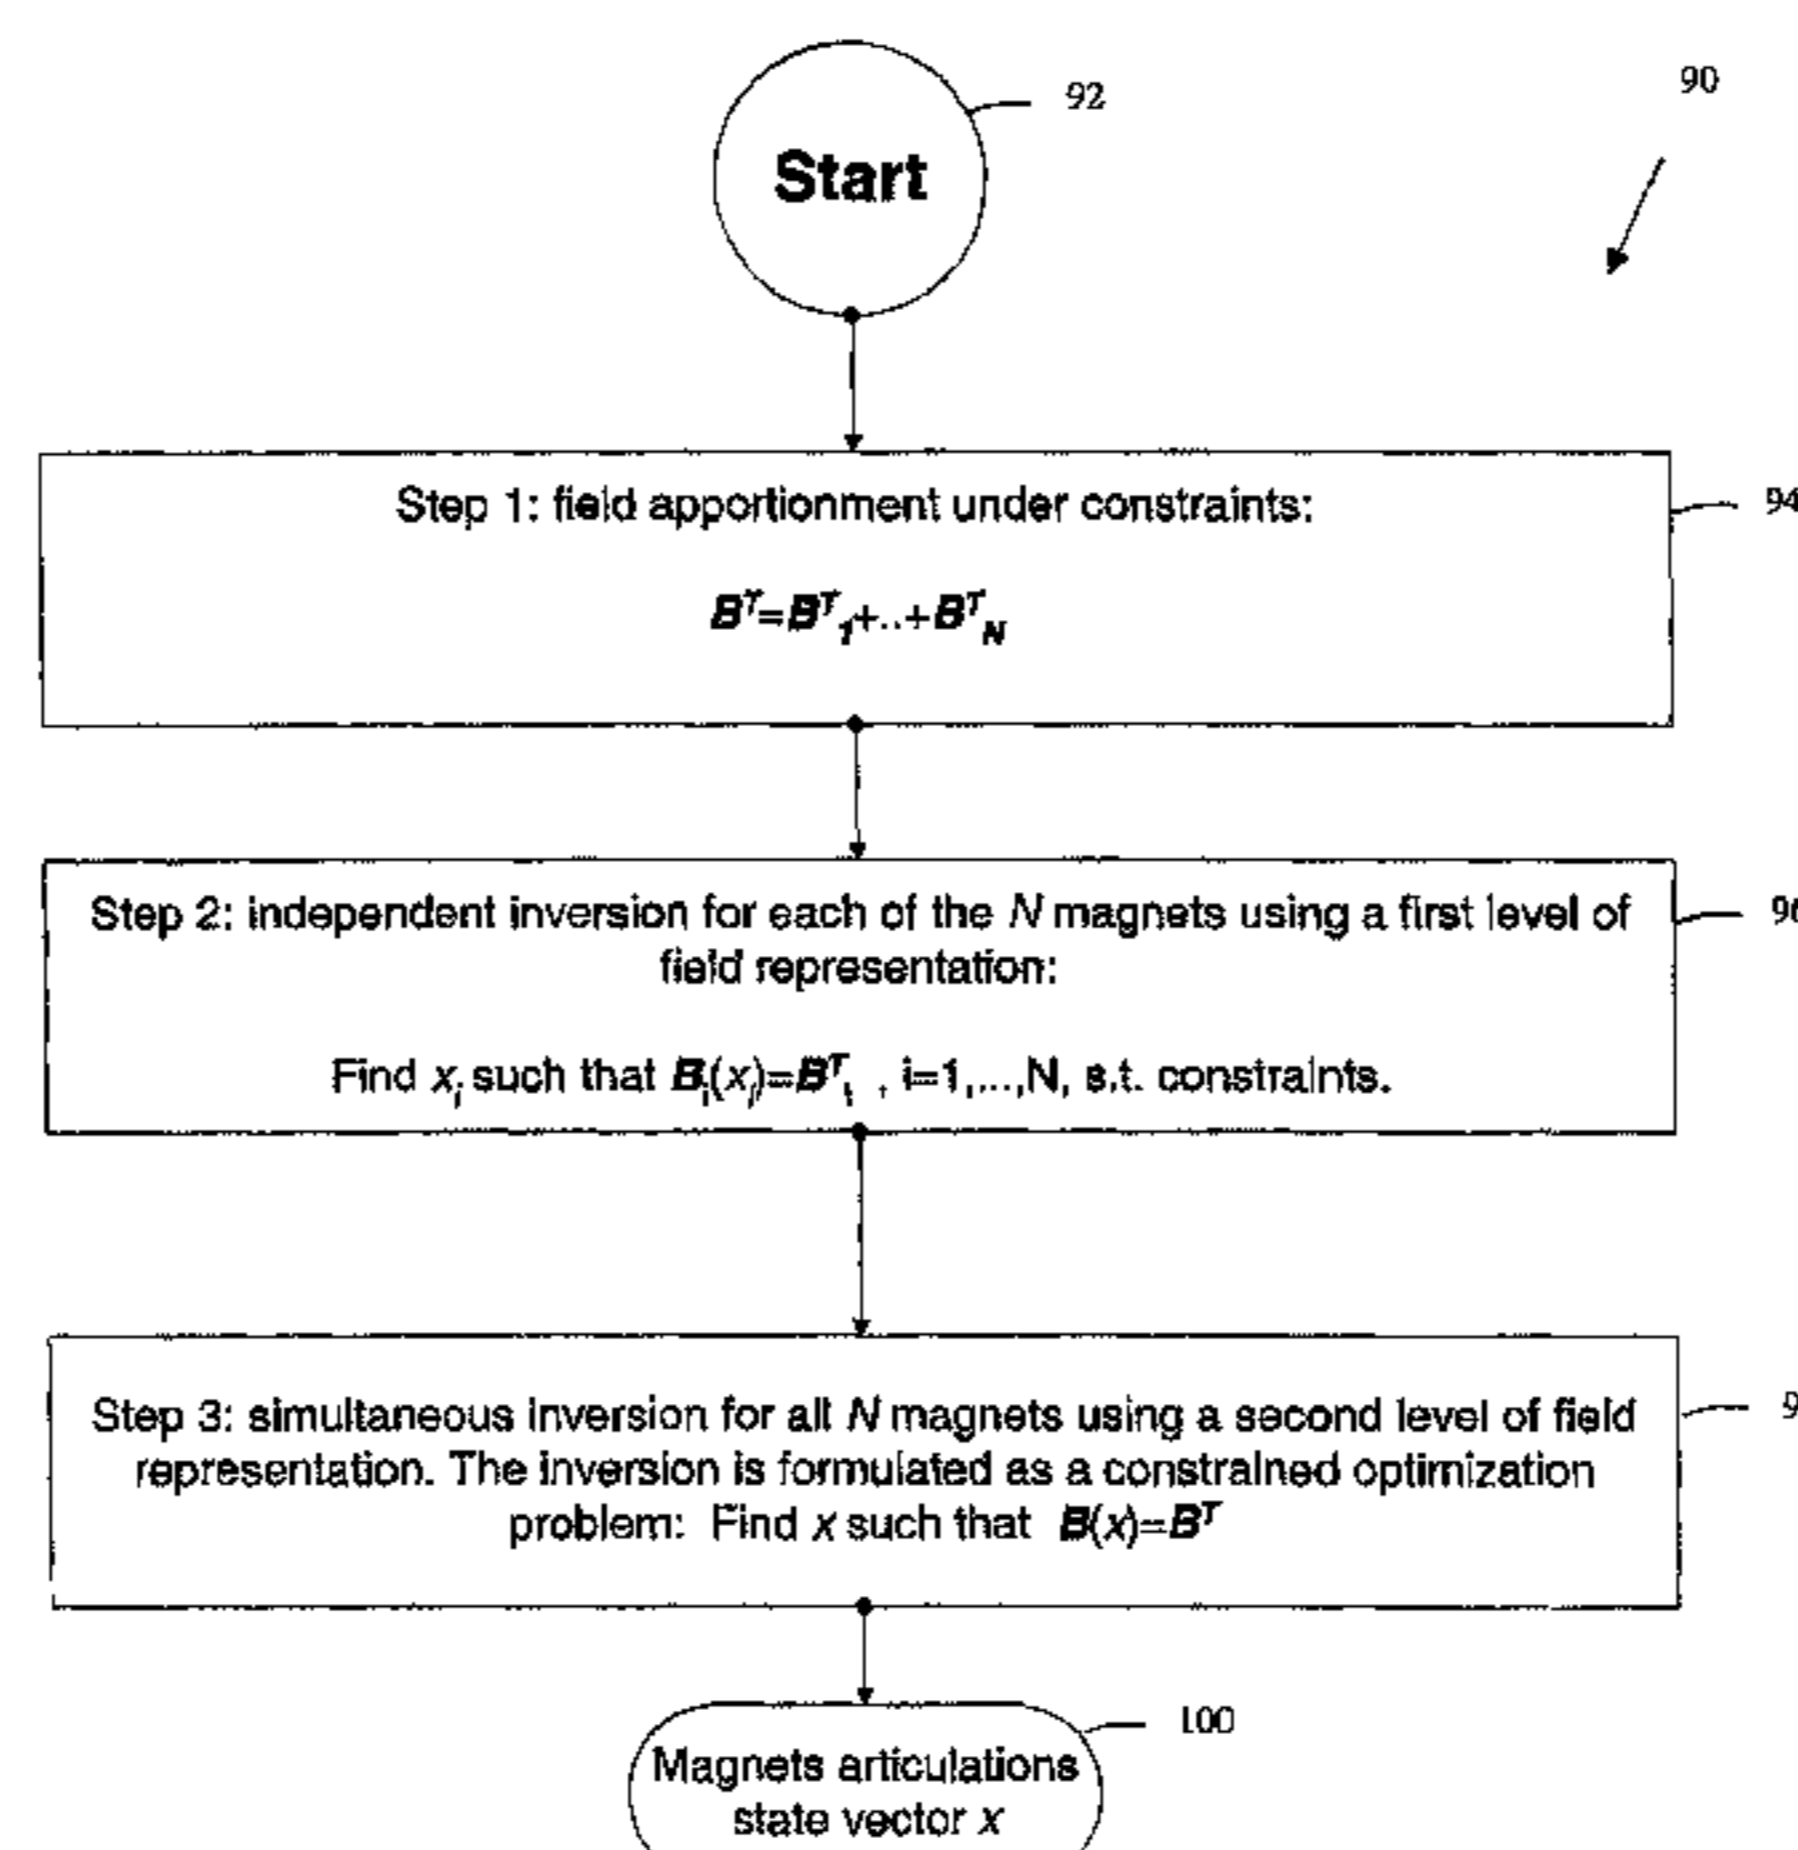 92
90
Start
Step 1: field apportionment under constraints:
94
B^T=B^T_1+..+B^T_N
Step 2: independent inversion for each of the N magnets using a first level of
field representation:
Find x_i such that B_i(x_i)=B^T_i , i=1,...,N, s.t. constraints.
Step 3: simultaneous inversion for all N magnets using a second level of field
representation. The inversion is formulated as a constrained optimization
problem: Find x such that B(x)=B^T
100
Magnets articulations
state vector x